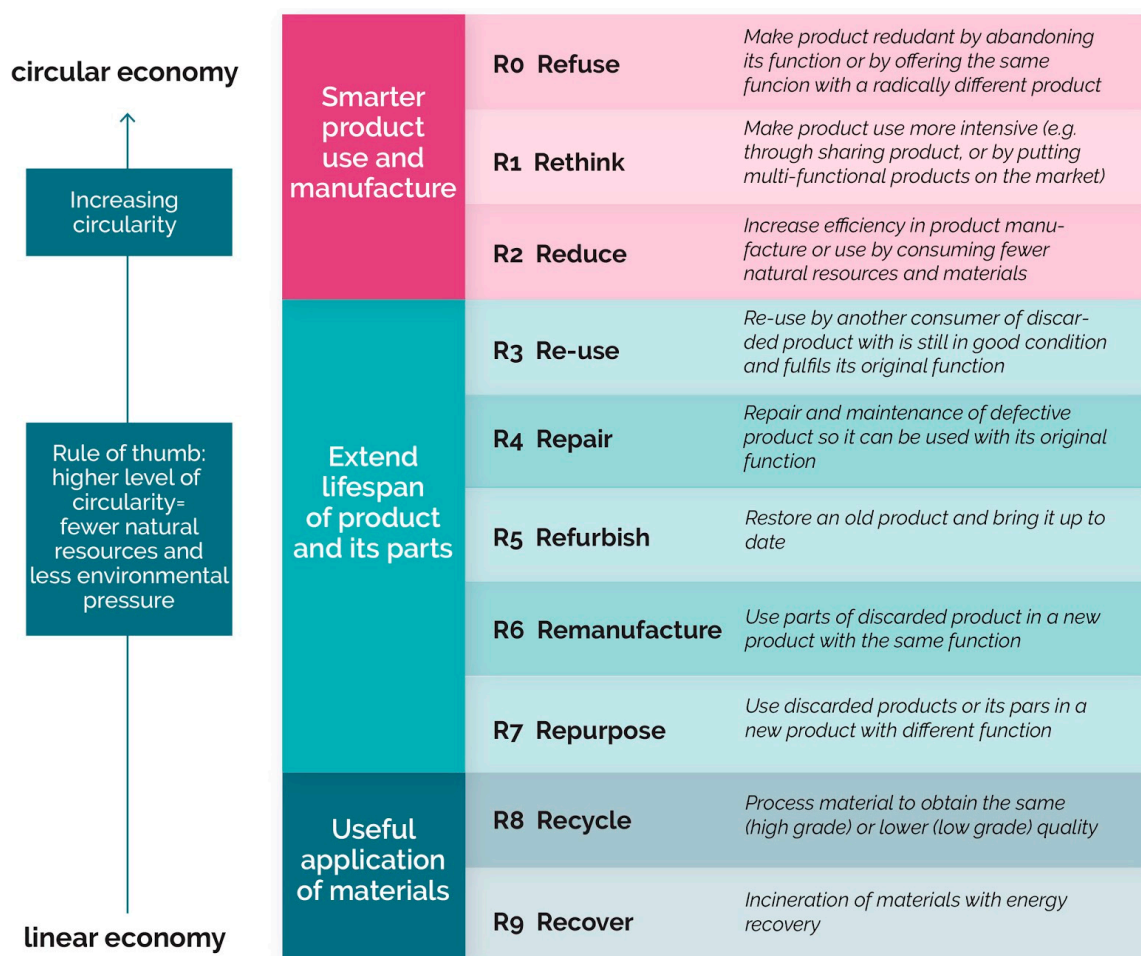 circular economy
Increasing
circularity
Rule of thumb:
higher level of
circularity=
fewer natural
resources and
less environmental
pressure
linear economy
Smarter
product
use and
manufacture
R0 Refuse
Make product redudant by abandoning
its function or by offering the same
funcion with a radically different product
R1 Rethink
Make product use more intensive (e.g.
through sharing product, or by putting
multi-functional products on the market)
R2 Reduce
Increase efficiency in product manu-
facture or use by consuming fewer
natural resources and materials
Extend
lifespan
of product
and its parts
R3 Re-use
Re-use by another consumer of discar-
ded product with is still in good condition
and fulfils its original function
R4 Repair
Repair and maintenance of defective
product so it can be used with its original
function
R5 Refurbish
Restore an old product and bring it up to
date
R6 Remanufacture
Use parts of discarded product in a new
product with the same function
R7 Repurpose
Use discarded products or its pars in a
new product with different function
Useful
application
of materials
R8 Recycle
Process material to obtain the same
(high grade) or lower (low grade) quality
R9 Recover
Incineration of materials with energy
recovery